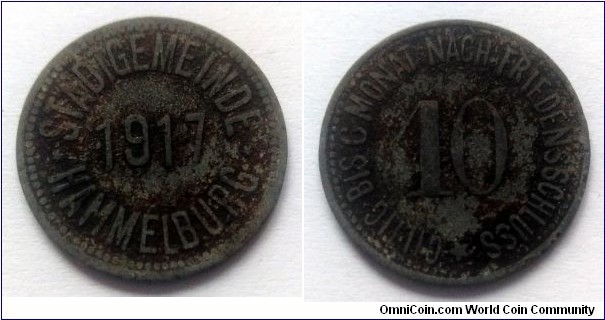 STADTGEMEINDE
1917
HAMMELBURG
GILTIG BIS 6 MONAT NACH FRIEDENSSCHLUSS
10
OmniCoin.com World Coin Community